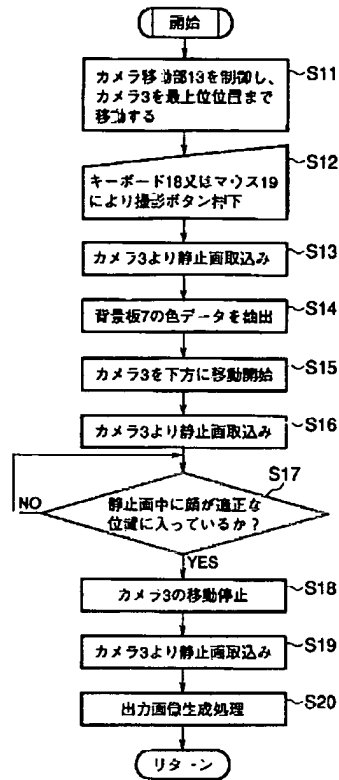 開始
カメラ移動部13を制御し、
カメラ3を最上位位置まで
移動する
S11
キーボード18又はマウス19
により撮影ボタン押下
S12
カメラ3より静止画取込み
S13
背景板7の色データを抽出
S14
カメラ3を下方に移動開始
S15
カメラ3より静止画取込み
S16
静止画中に顔が適正な
位置に入っているか?
S17
NO
YES
カメラ3の移動停止
S18
カメラ3より静止画取込み
S19
出力画像生成処理
S20
リターン